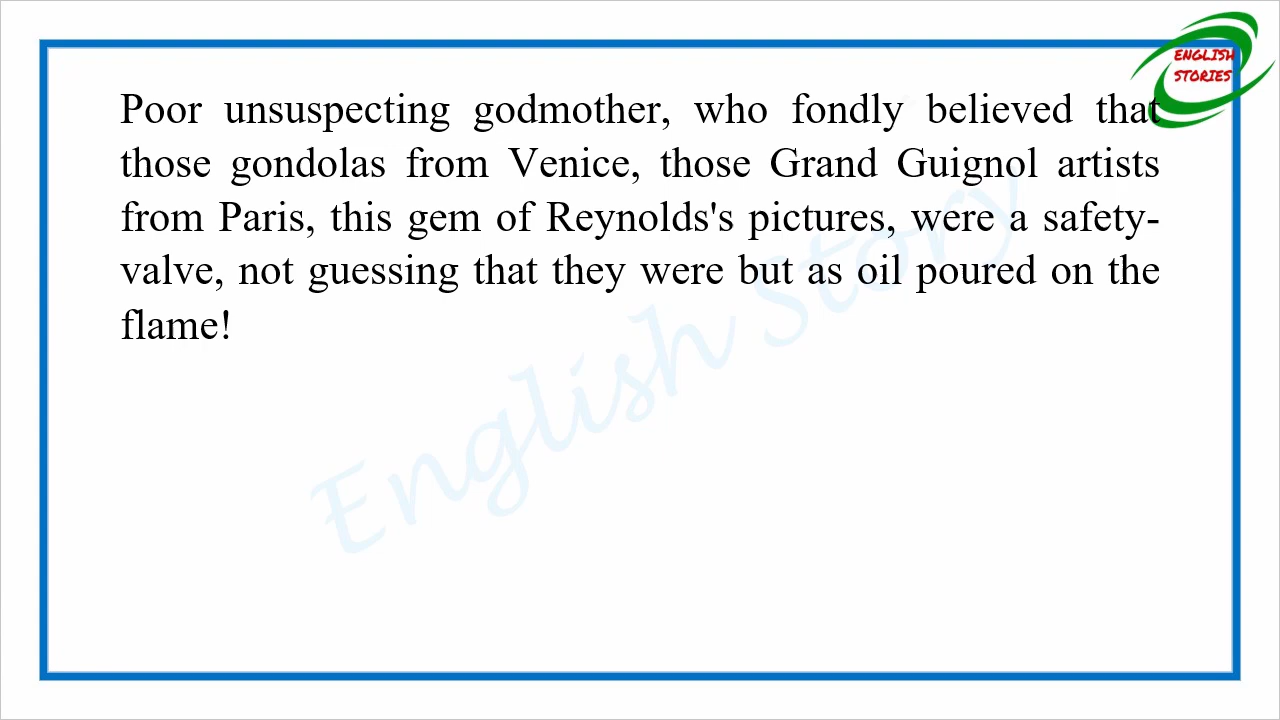 ENGLISH
STORIES
Poor unsuspecting godmother, who fondly believed that
those gondolas from Venice, those Grand Guignol artists
from Paris, this gem of Reynolds's pictures, were a safety-
valve, not guessing that they were but as oil poured on the
flame!
English Story